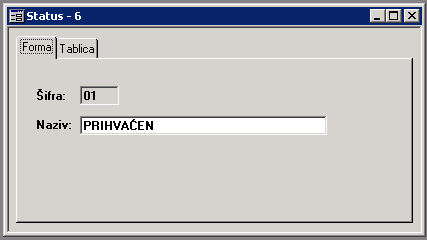 Status - 6
Forma Tablica
Šifra: 01
Naziv: PRIHVAĆEN